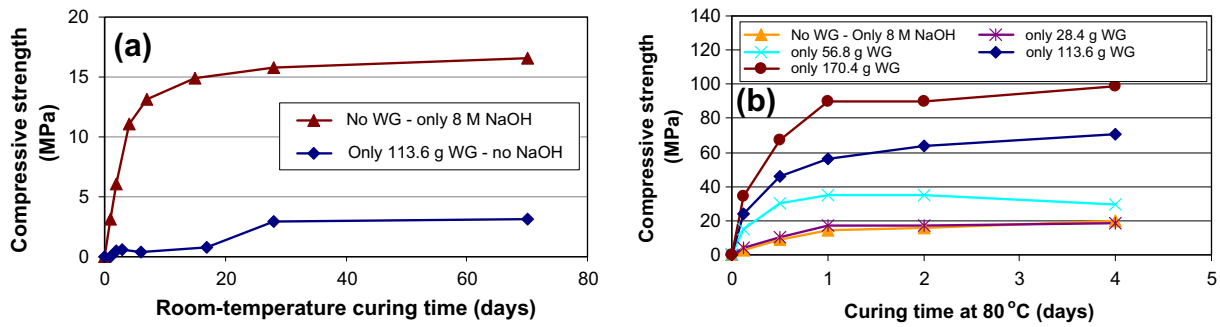 (a)
Compressive strength
(MPa)
20
15
10
5
0
No WG - only 8 M NaOH
Only 113.6 g WG - no NaOH
0 20 40 60 80
Room-temperature curing time (days)
(b)
Compressive strength
(MPa)
140
120
100
80
60
40
20
0
No WG - Only 8 M NaOH
only 28.4 g WG
only 56.8 g WG
only 113.6 g WG
only 170.4 g WG
0 1 2 3 4 5
Curing time at 80 °C (days)